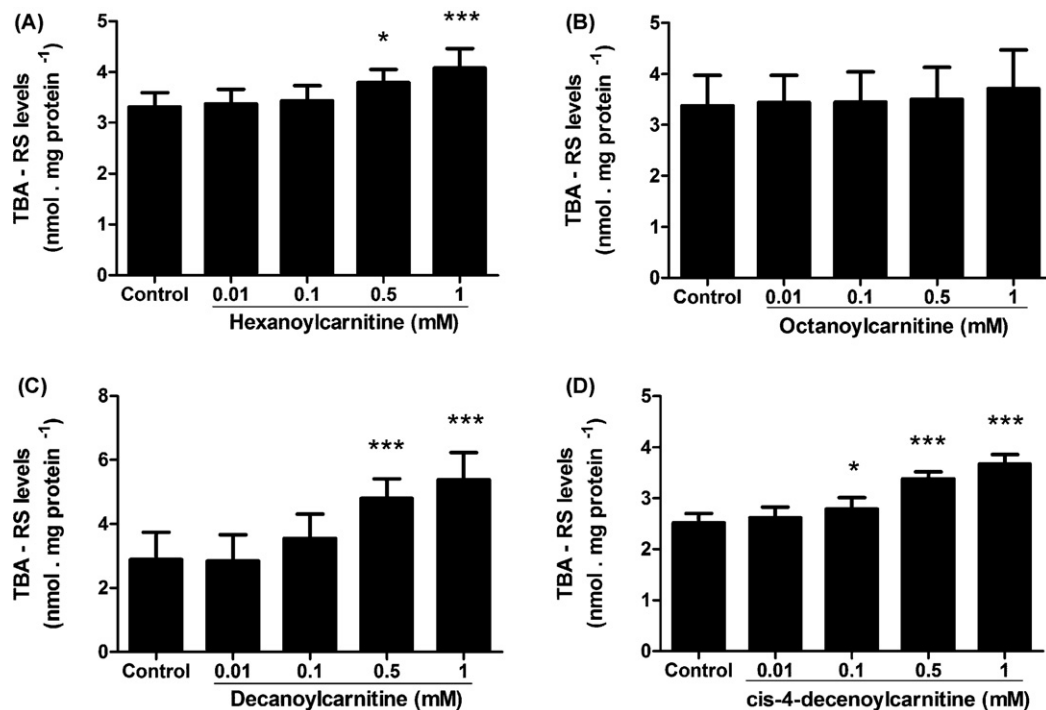 (A)
TBA - RS levels
(nmol . mg protein -1)
5
4
3
2
1
0
*
***
Control 0.01 0.1 0.5 1
Hexanoylcarnitine (mM)
(B)
TBA - RS levels
(nmol . mg protein -1)
5
4
3
2
1
0
Control 0.01 0.1 0.5 1
Octanoylcarnitine (mM)
(C)
TBA - RS levels
(nmol . mg protein -1)
8
6
4
2
0
***
***
Control 0.01 0.1 0.5 1
Decanoylcarnitine (mM)
(D)
TBA - RS levels
(nmol . mg protein -1)
5
4
3
2
1
0
*
***
***
Control 0.01 0.1 0.5 1
cis-4-decenoylcarnitine (mM)